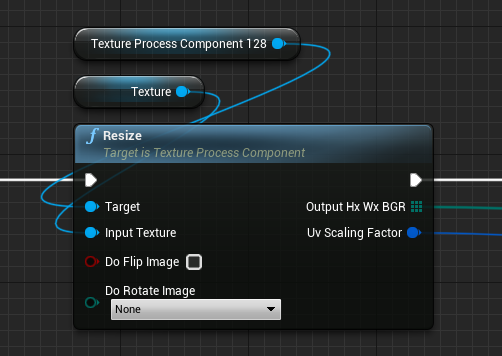 Texture Process Component 128
Texture
f Resize
Target is Texture Process Component
Target
Output Hx Wx BGR
Input Texture
Uv Scaling Factor
Do Flip Image
Do Rotate Image
None